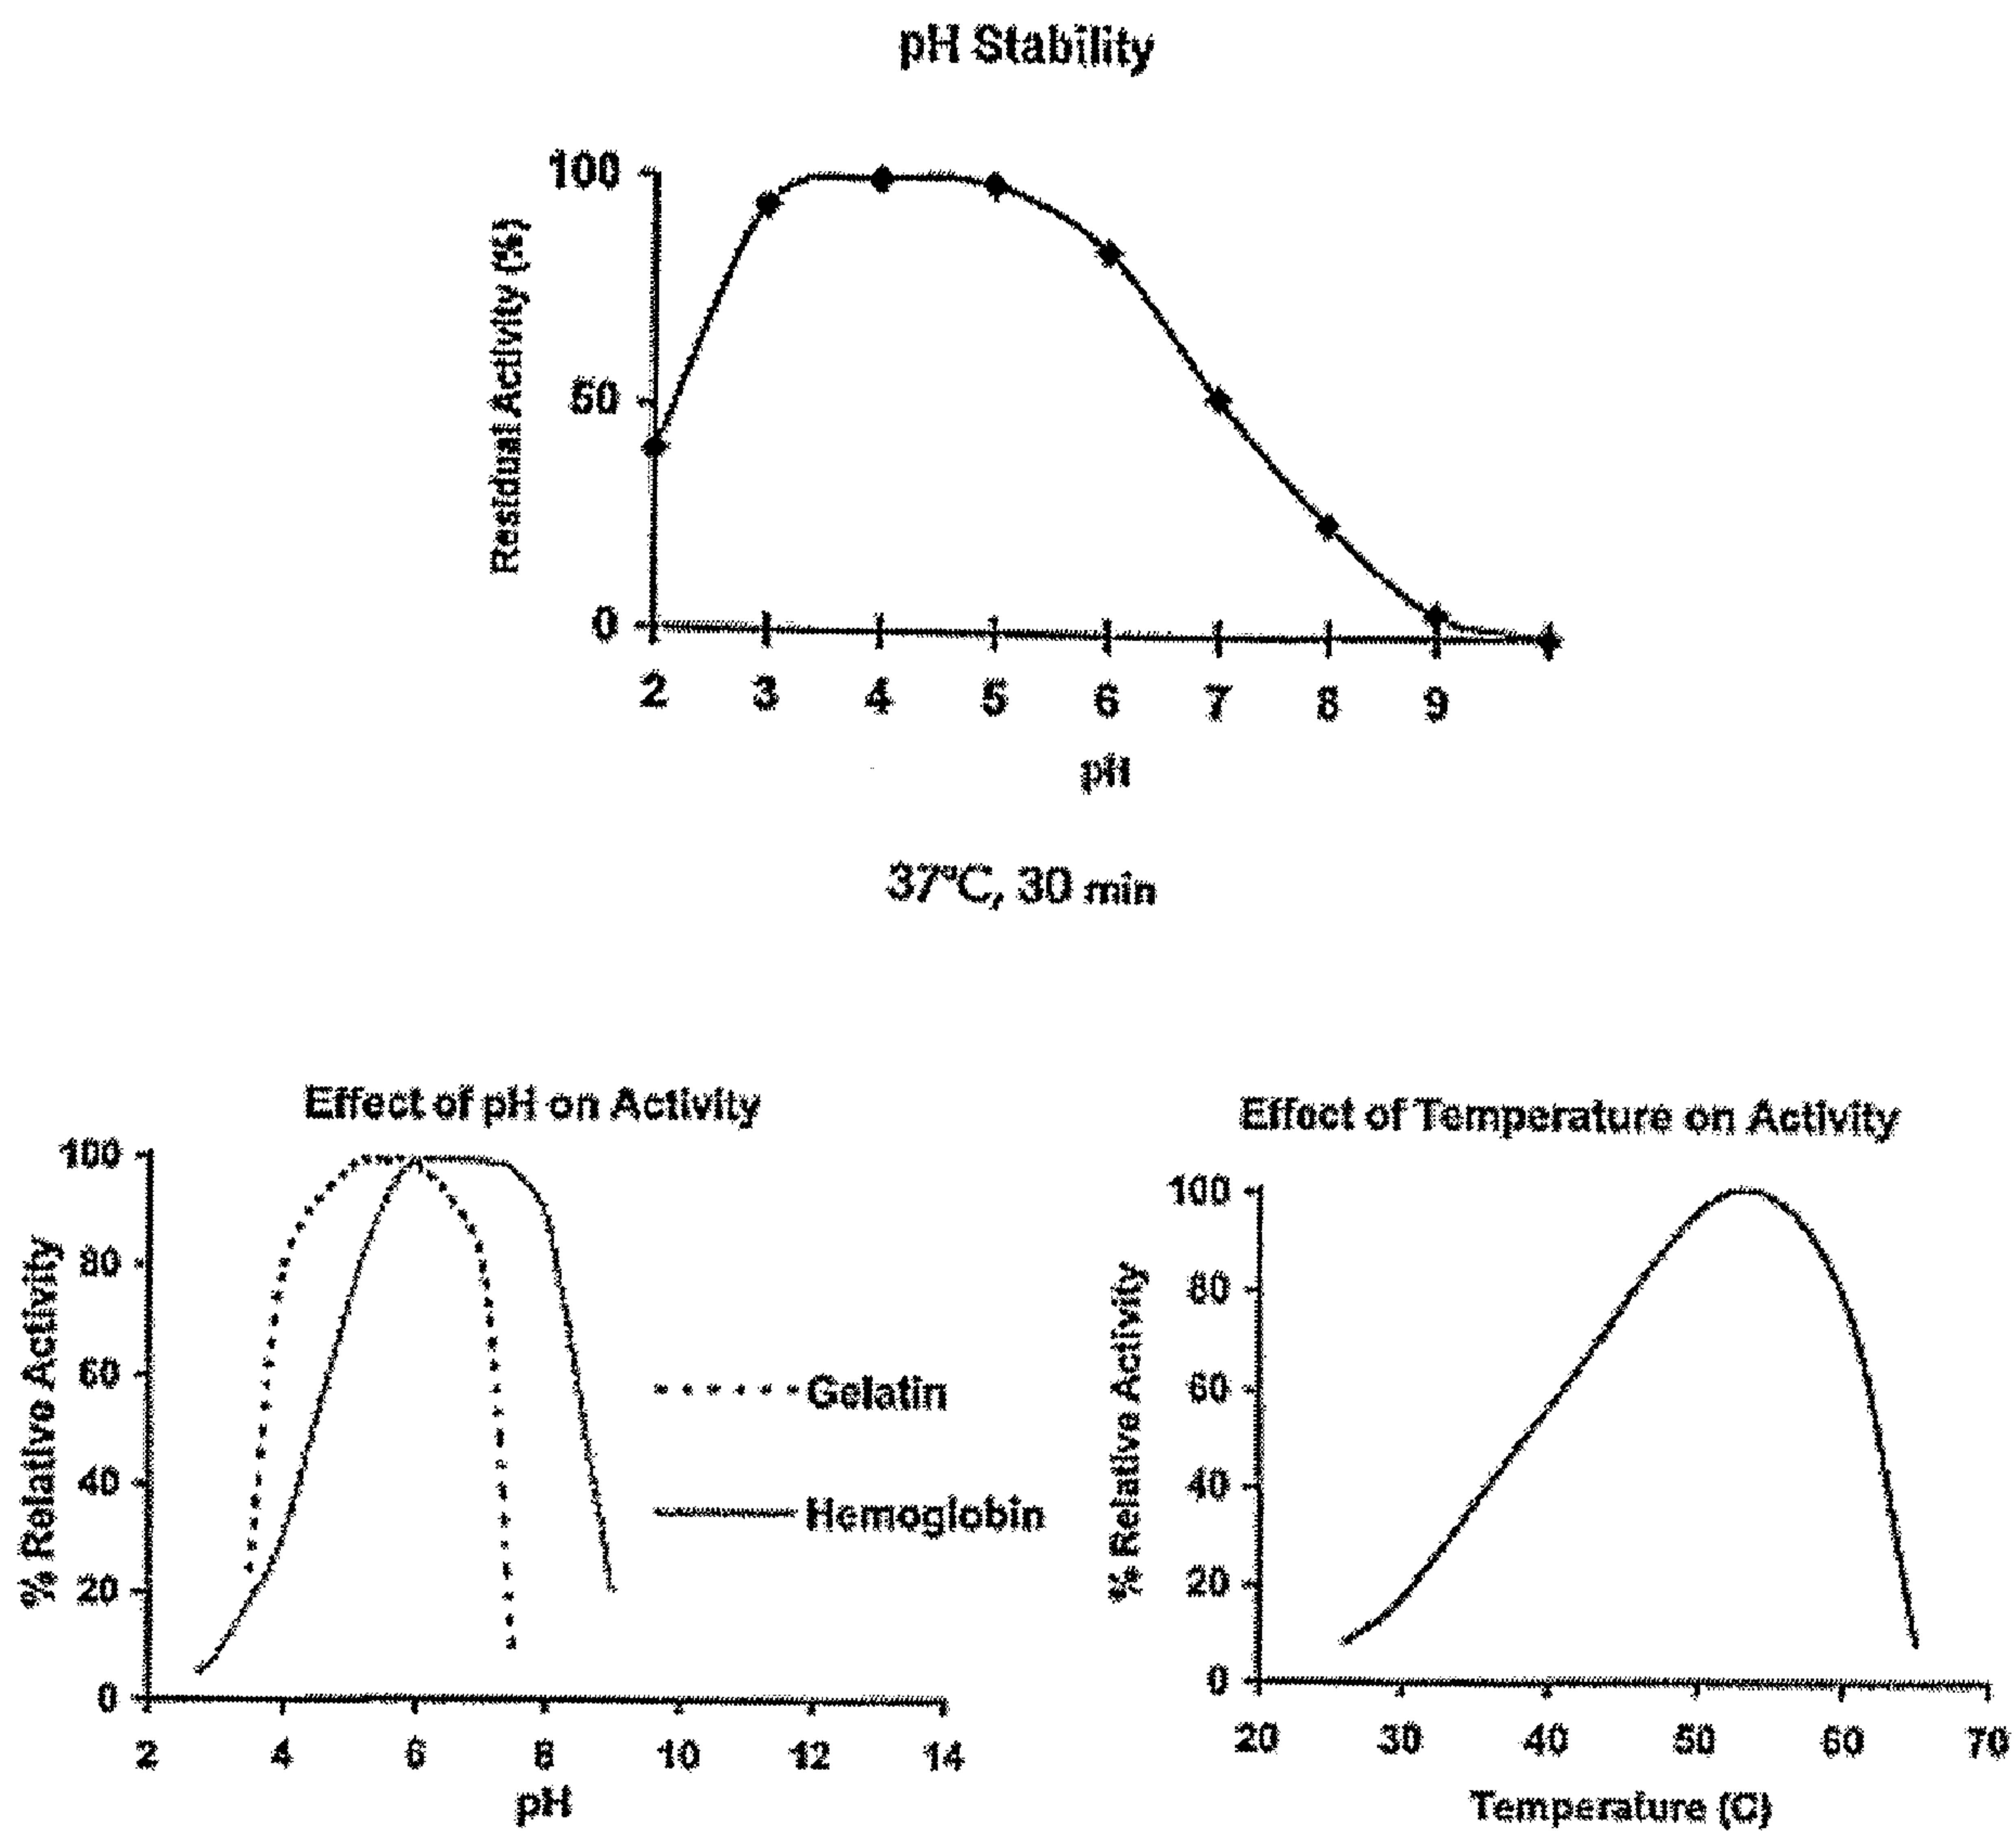 pH Stability
100
50
0
Residual Activity (%)
2 3 4 5 6 7 8 9
pH
37°C, 30 min
Effect of pH on Activity
100
80
60
40
20
0
% Relative Activity
2 4 6 8 10 12 14
pH
Gelatin
Hemoglobin
Effect of Temperature on Activity
100
80
60
40
20
0
% Relative Activity
20 30 40 50 60 70
Temperature (C)